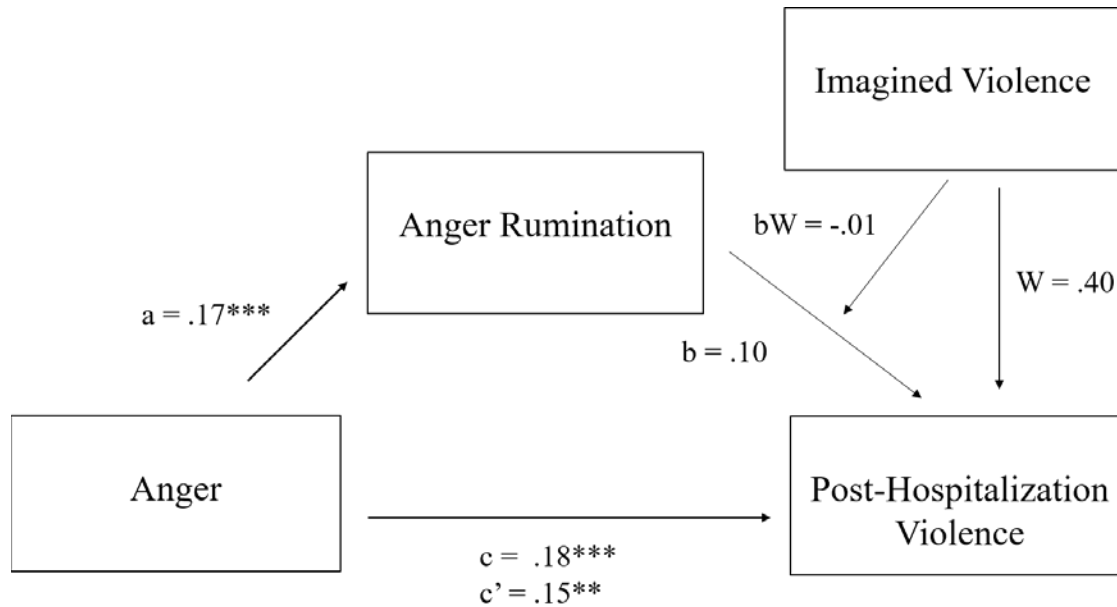 Imagined Violence
Anger Rumination
bW = -.01
W = .40
a = .17***
b = .10
Anger
Post-Hospitalization
Violence
c = .18***
c’ = .15**